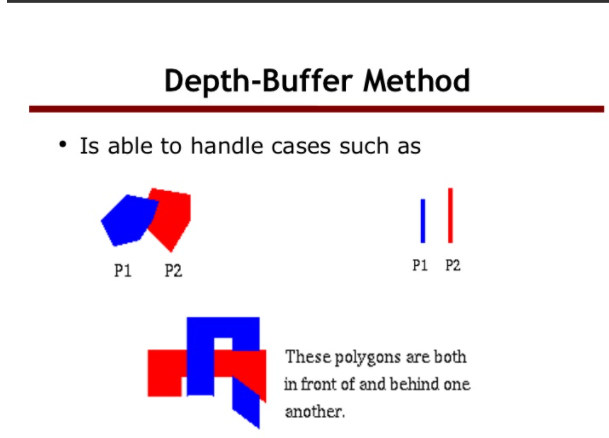 Depth-Buffer Method
• Is able to handle cases such as
P1 P2
P1 P2
These polygons are both
in front of and behind one
another.